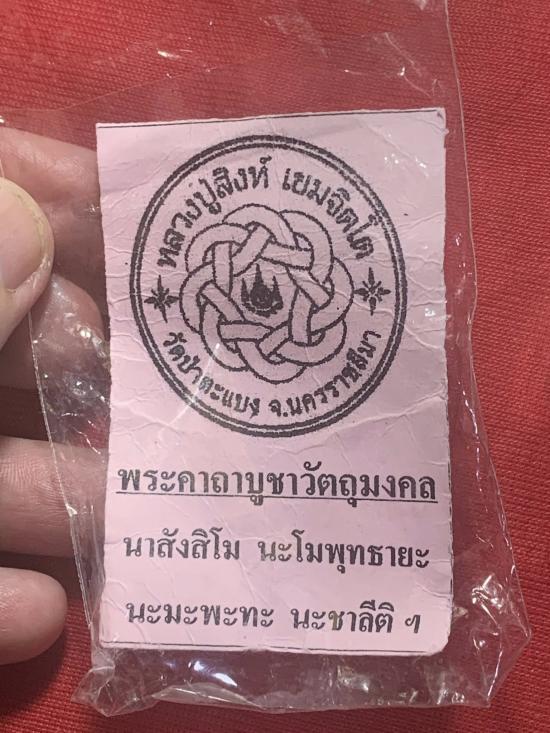 หลวงปู่สิงห์ เขมจิตโต
วัดป่าตะแบง จ.นครราชสีมา
พระคาถาบูชาวัตถุมงคล
นาสังสิโม นะโมพุทธายะ
นะมะพะทะ นะชาลีติ ฯ